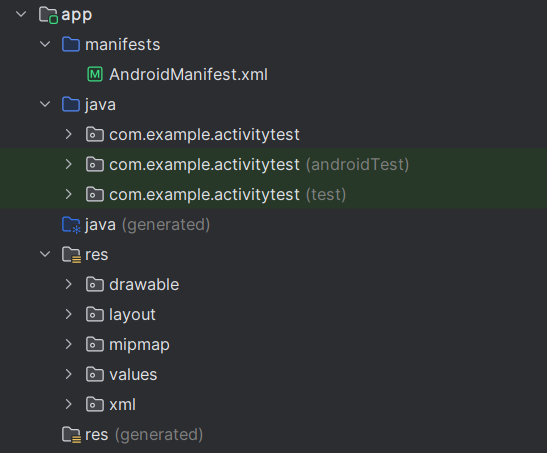 app
manifests
AndroidManifest.xml
java
com.example.activitytest
com.example.activitytest (androidTest)
com.example.activitytest (test)
java (generated)
res
drawable
layout
mipmap
values
xml
res (generated)